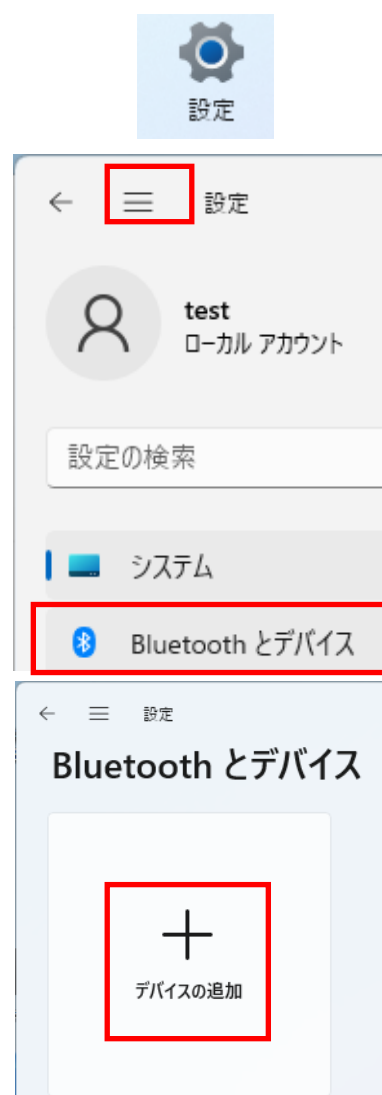 設定
設定
test
ローカル アカウント
設定の検索
システム
Bluetooth とデバイス
設定
Bluetooth とデバイス
デバイスの追加